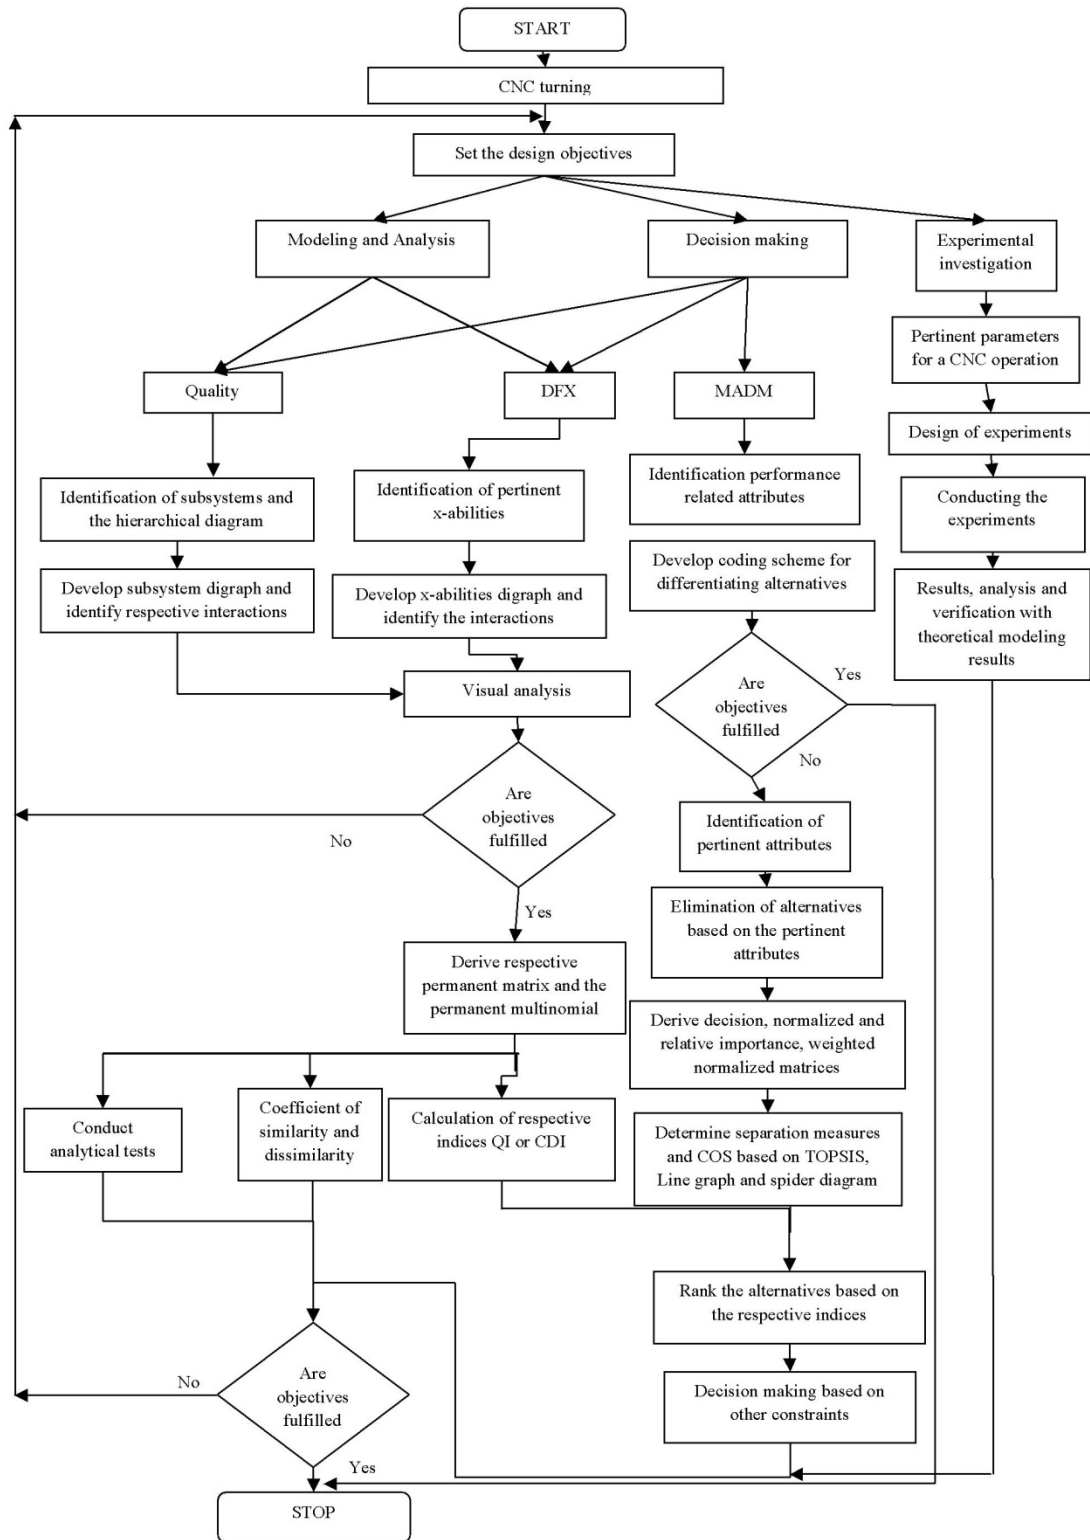 START
CNC turning
Set the design objectives
Modeling and Analysis
Decision making
Experimental
investigation
Pertinent parameters
for a CNC operation
Quality
DFX
MADM
Design of experiments
Identification of subsystems and
the hierarchical diagram
Identification of pertinent
x-abilities
Identification performance
related attributes
Conducting the
experiments
Develop subsystem digraph and
identify respective interactions
Develop x-abilities digraph and
identify the interactions
Develop coding scheme for
differentiating alternatives
Results, analysis and
verification with
theoretical modeling
results
Visual analysis
Are
objectives
fulfilled
Yes
No
Are
objectives
fulfilled
No
Yes
Identification of
pertinent attributes
Elimination of alternatives
based on the pertinent
attributes
Derive respective
permanent matrix and the
permanent multinomial
Derive decision, normalized and
relative importance, weighted
normalized matrices
Conduct
analytical tests
Coefficient of
similarity and
dissimilarity
Calculation of respective
indices QI or CDI
Determine separation measures
and COS based on TOPSIS,
Line graph and spider diagram
Rank the alternatives based on
the respective indices
Are
objectives
fulfilled
No
Yes
Decision making based on
other constraints
STOP